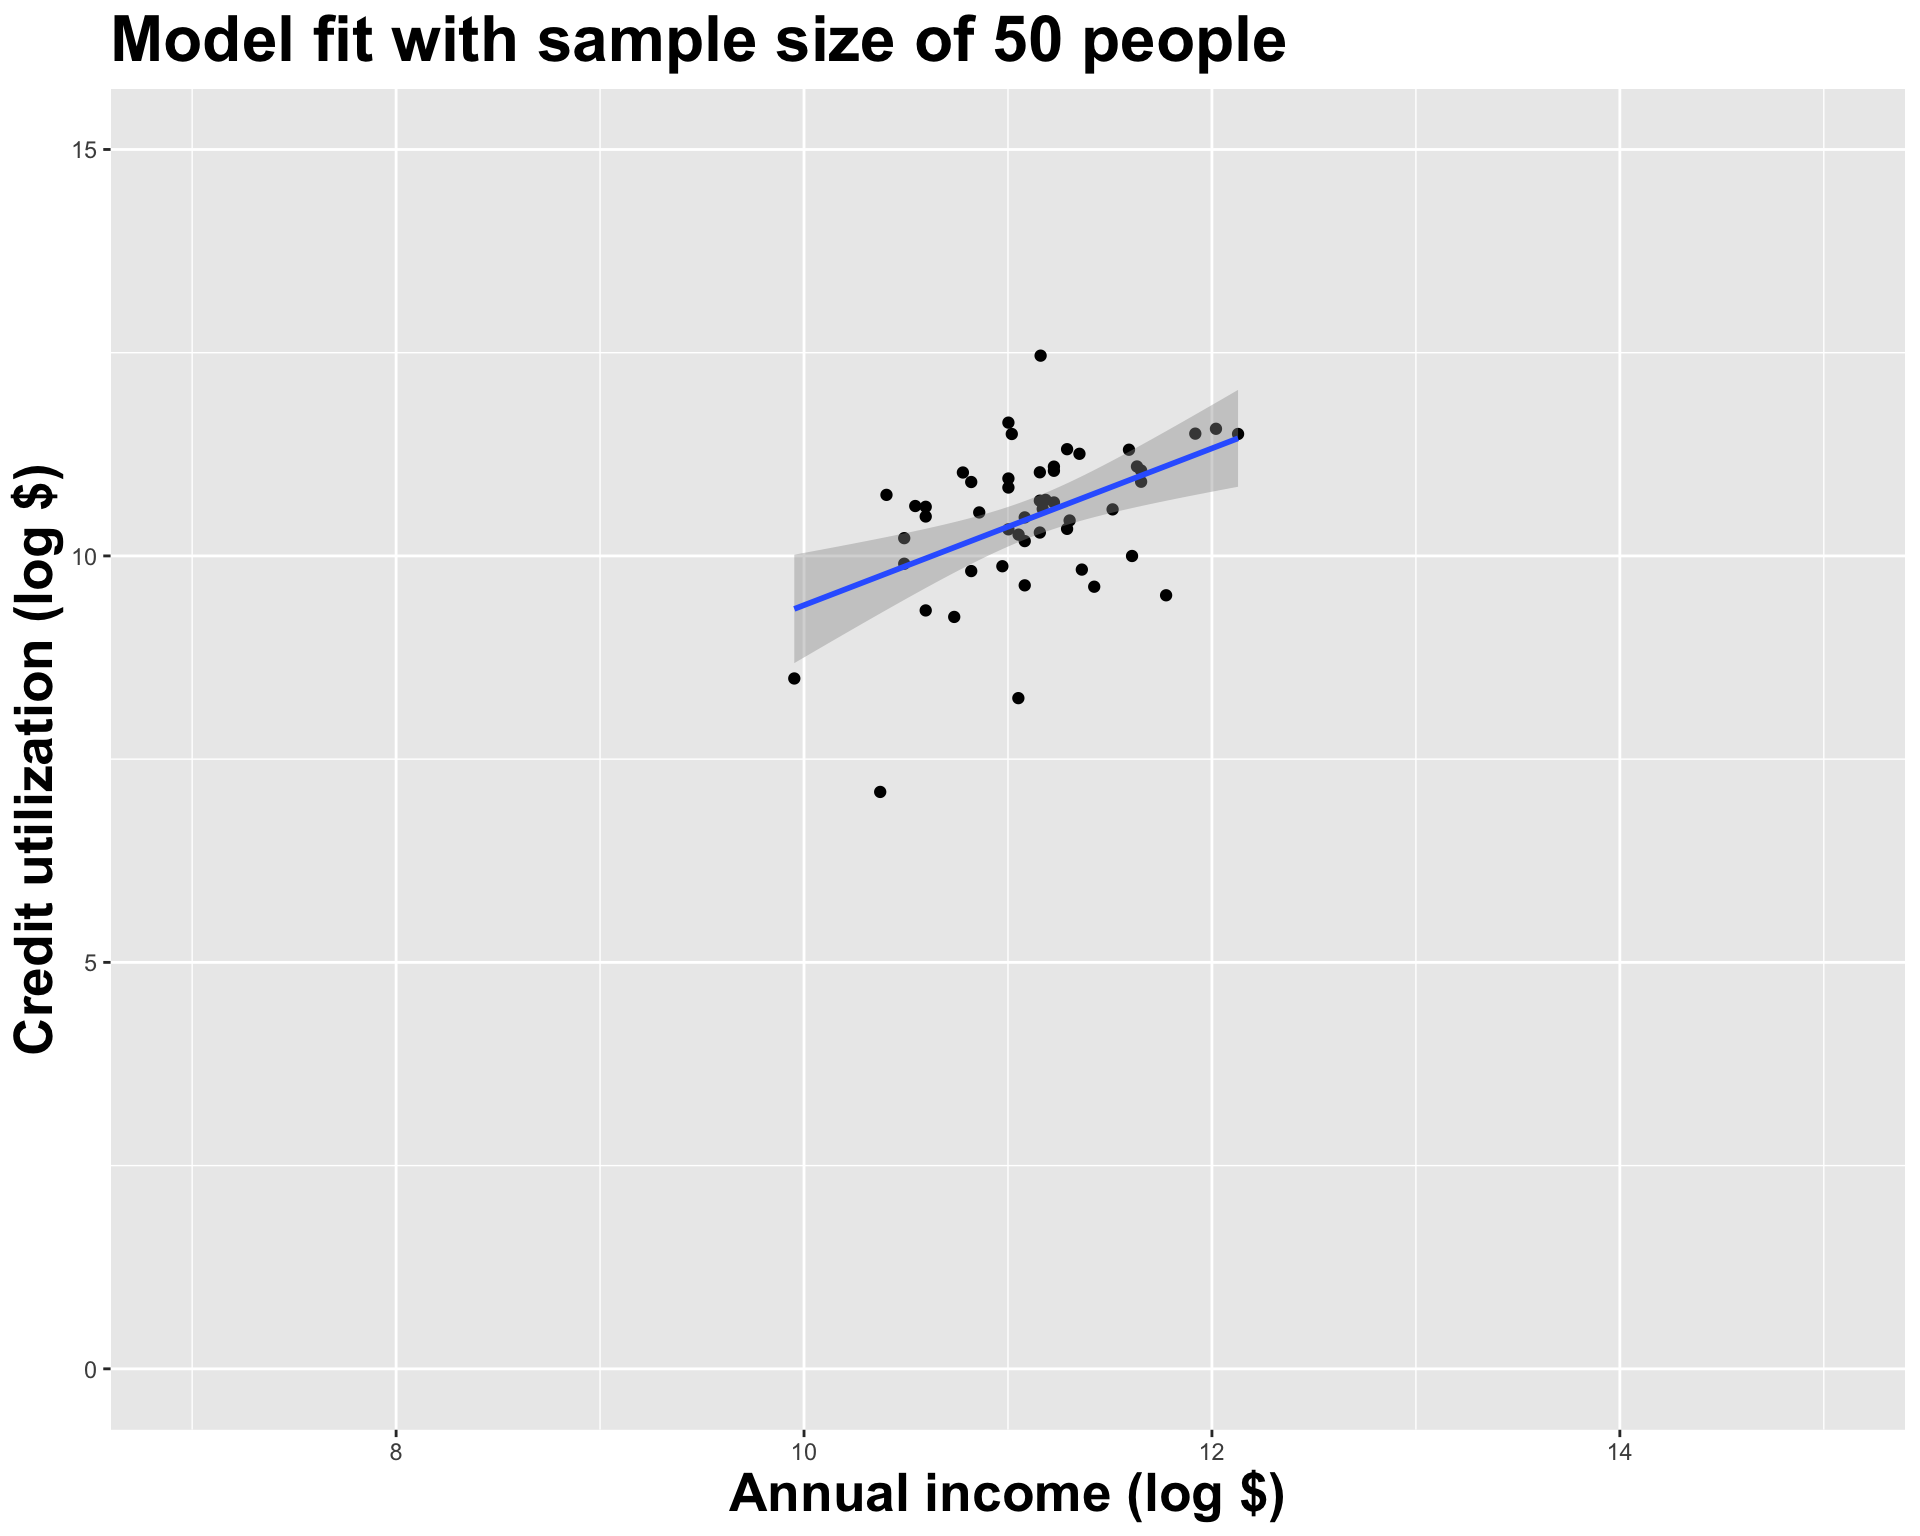 Model fit with sample size of 50 people
15
10
5
0
Credit utilization (log $)
8 10 12 14
Annual income (log $)